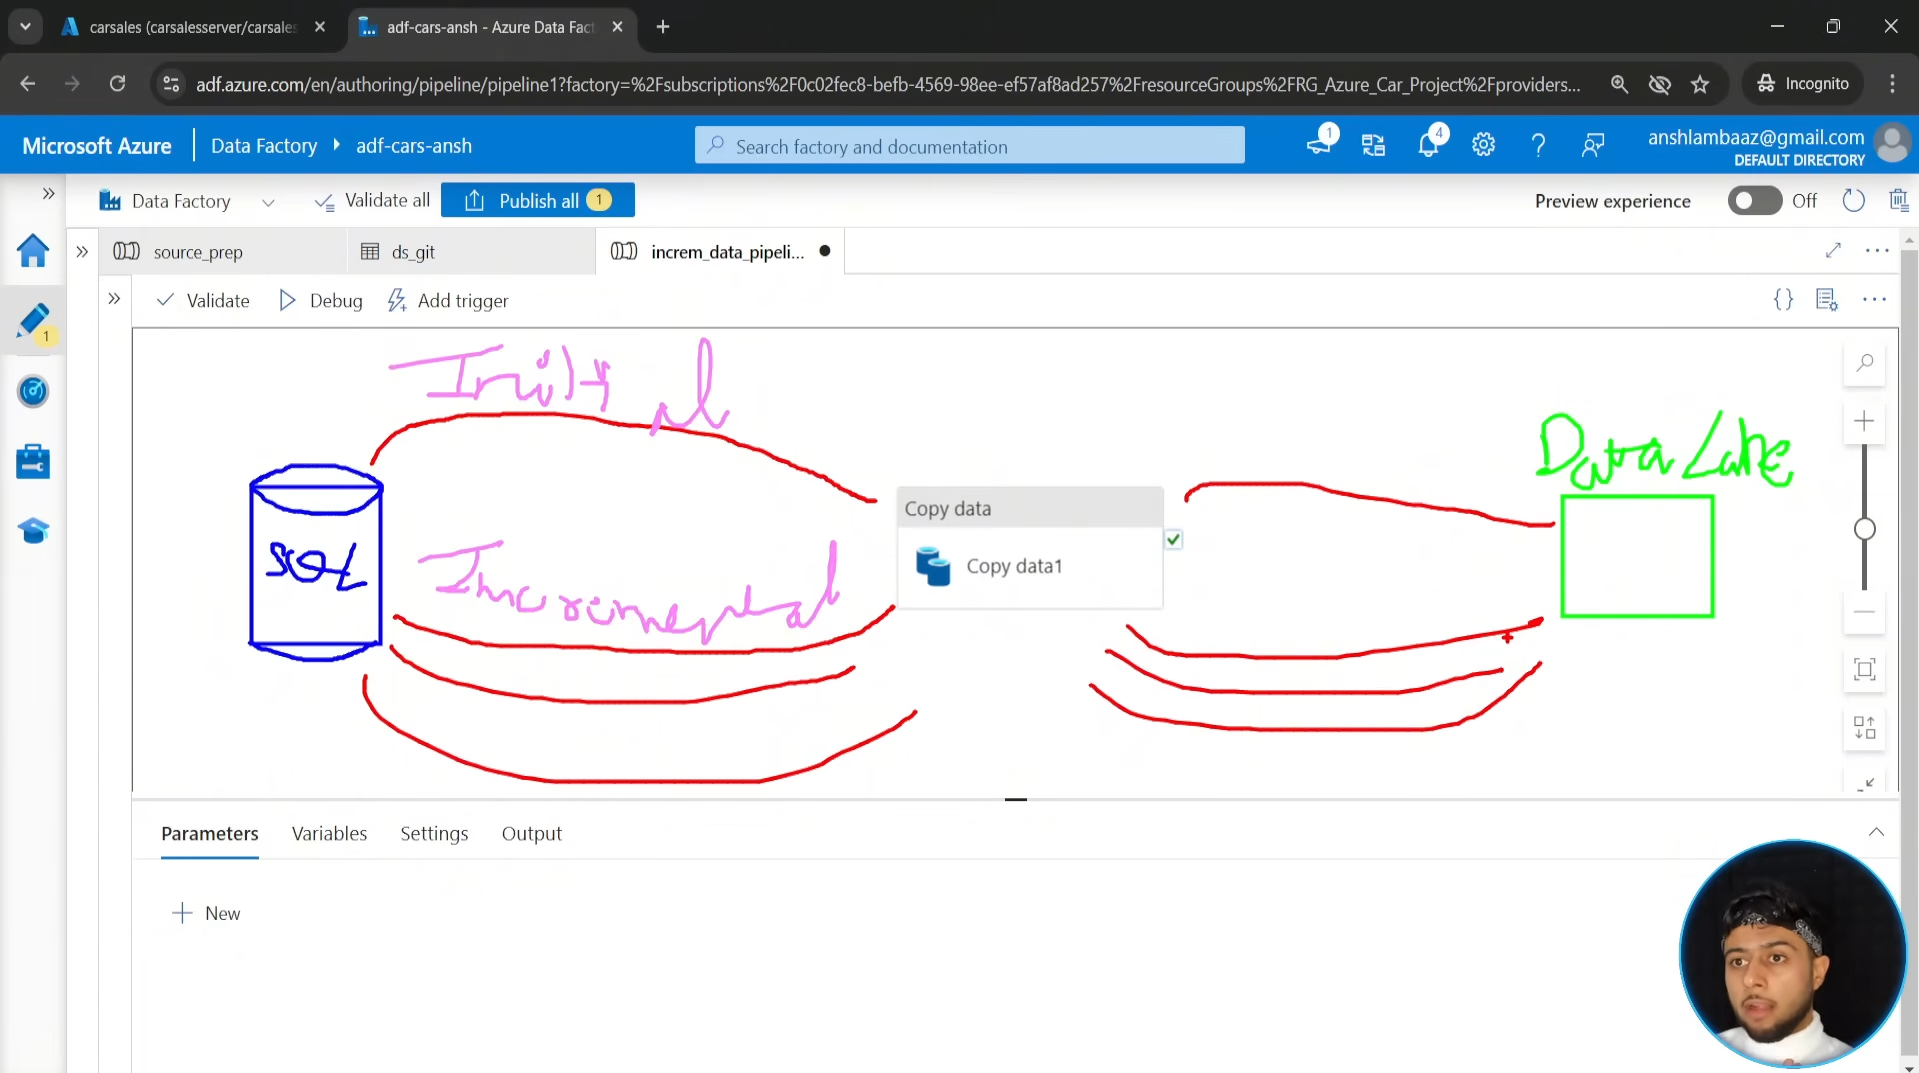 carsales (carsalesserver/carsales
adf-cars-ansh - Azure Data Fact
adf.azure.com/en/authoring/pipeline/pipeline1?factory=%2Fsubscriptions%2F0c02fec8-befb-4569-98ee-ef57af8ad257%2FresourceGroups%2FRG_Azure_Car_Project%2Fproviders...
Incognito
Microsoft Azure
Data Factory
adf-cars-ansh
Search factory and documentation
1
4
anshlambaaz@gmail.com
DEFAULT DIRECTORY
Data Factory
Validate all
Publish all 1
Preview experience
Off
source_prep
ds_git
increm_data_pipeli...
1
Validate
Debug
Add trigger
{}
Data Lake
Copy data
SQL
Copy data1
Incremental
Parameters
Variables
Settings
Output
New